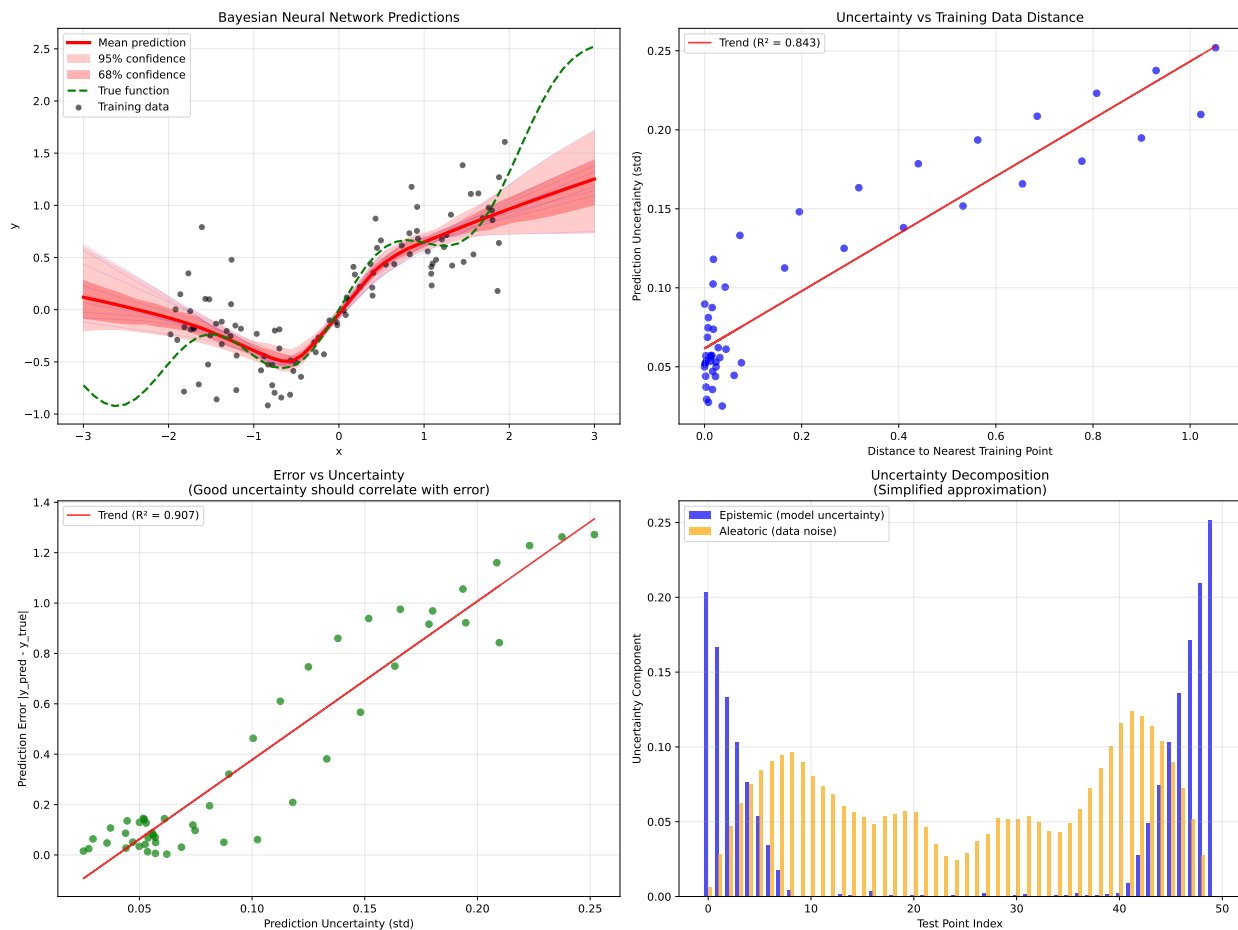 Bayesian Neural Network Predictions
Mean prediction
95% confidence
68% confidence
True function
Training data
2.5
2.0
1.5
1.0
0.5
0.0
−0.5
−1.0
y
−3
−2
−1
0
1
2
3
x
Uncertainty vs Training Data Distance
Trend (R² = 0.843)
0.25
0.20
0.15
0.10
0.05
Prediction Uncertainty (std)
0.0
0.2
0.4
0.6
0.8
1.0
Distance to Nearest Training Point
Error vs Uncertainty
(Good uncertainty should correlate with error)
Trend (R² = 0.907)
1.4
1.2
1.0
0.8
0.6
0.4
0.2
0.0
Prediction Error |y_pred - y_true|
0.05
0.10
0.15
0.20
0.25
Prediction Uncertainty (std)
Uncertainty Decomposition
(Simplified approximation)
Epistemic (model uncertainty)
Aleatoric (data noise)
0.25
0.20
0.15
0.10
0.05
0.00
Uncertainty Component
0
10
20
30
40
50
Test Point Index